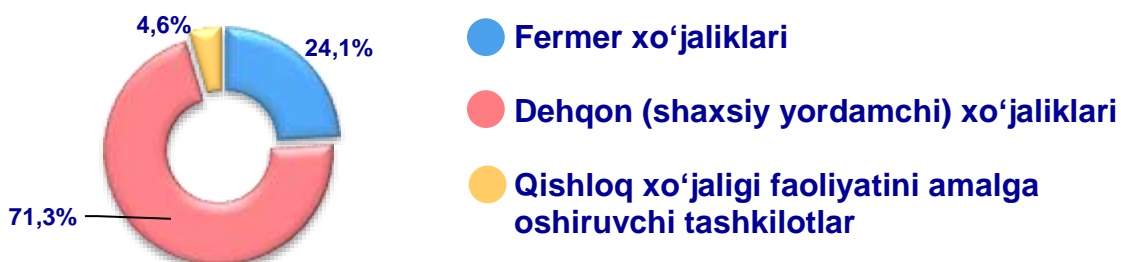 4,6%
24,1%
71,3%
Fermer xo‘jaliklari
Dehqon (shaxsiy yordamchi) xo‘jaliklari
Qishloq xo‘jaligi faoliyatini amalga
oshiruvchi tashkilotlar